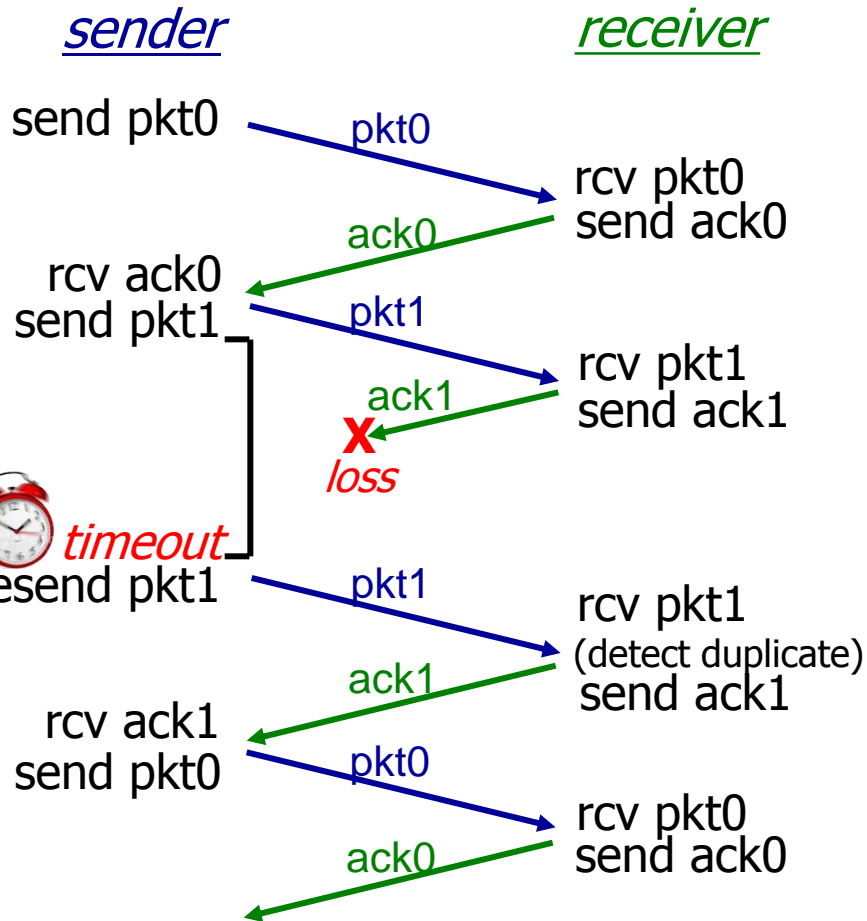 sender
receiver
send pkt0
pkt0
rcv pkt0
send ack0
ack0
rcv ack0
send pkt1
pkt1
rcv pkt1
send ack1
ack1
X
loss
timeout
esend pkt1
pkt1
rcv pkt1
(detect duplicate)
send ack1
ack1
rcv ack1
send pkt0
pkt0
rcv pkt0
send ack0
ack0